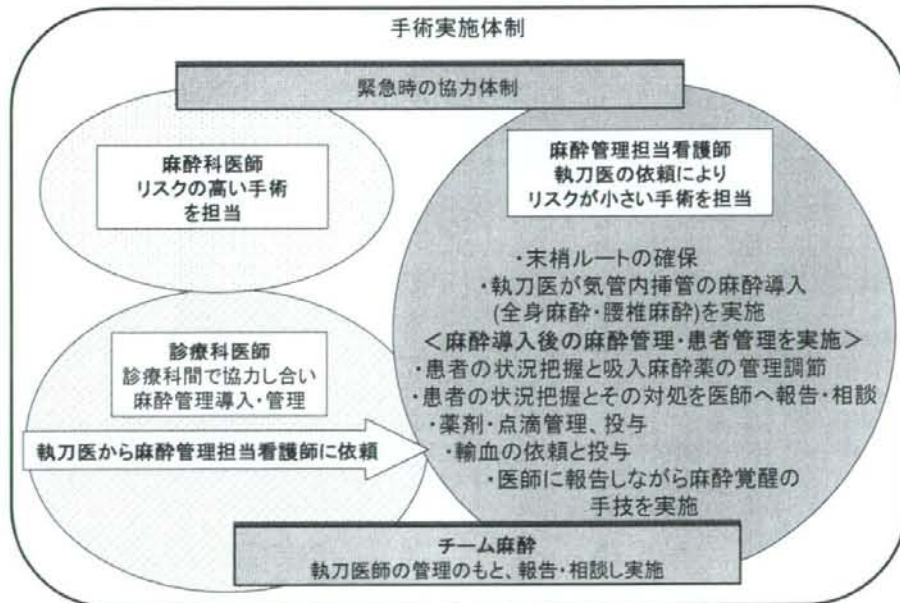 手術実施体制
緊急時の協力体制
麻酔科医師
リスクの高い手術
を担当
麻酔管理担当看護師
執刀医の依頼により
リスクが小さい手術を担当
・末梢ルートの確保
・執刀医が気管内挿管の麻酔導入
(全身麻酔・腰椎麻酔)を実施
＜麻酔導入後の麻酔管理・患者管理を実施＞
・患者の状況把握と吸入麻酔薬の管理調節
・患者の状況把握とその対処を医師へ報告・相談
・薬剤・点滴管理、投与
・輸血の依頼と投与
・医師に報告しながら麻酔覚醒の
手技を実施
診療科医師
診療科間で協力し合い
麻酔管理導入・管理
執刀医から麻酔管理担当看護師に依頼
チーム麻酔
執刀医師の管理のもと、報告・相談し実施